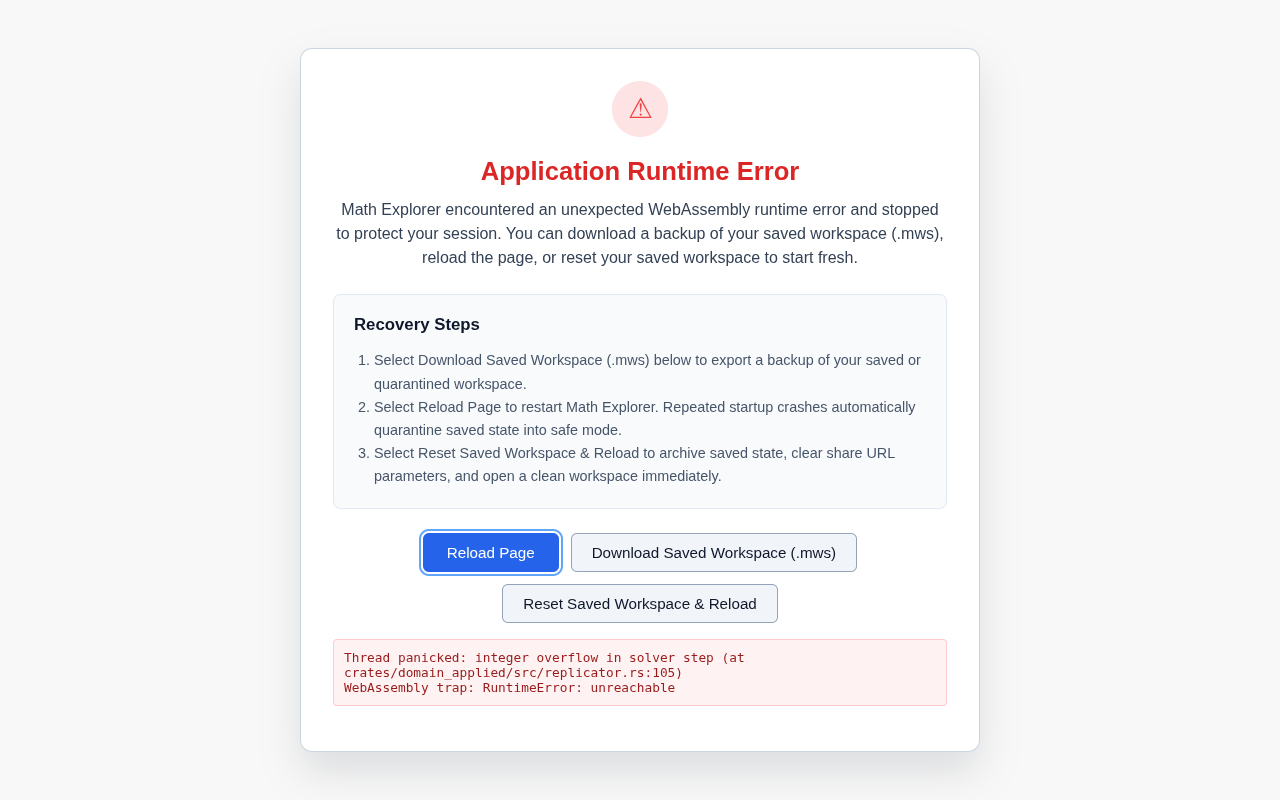 Application Runtime Error
Math Explorer encountered an unexpected WebAssembly runtime error and stopped
to protect your session. You can download a backup of your saved workspace (.mws),
reload the page, or reset your saved workspace to start fresh.
Recovery Steps
1. Select Download Saved Workspace (.mws) below to export a backup of your saved or
quarantined workspace.
2. Select Reload Page to restart Math Explorer. Repeated startup crashes automatically
quarantine saved state into safe mode.
3. Select Reset Saved Workspace & Reload to archive saved state, clear share URL
parameters, and open a clean workspace immediately.
Reload Page
Download Saved Workspace (.mws)
Reset Saved Workspace & Reload
Thread panicked: integer overflow in solver step (at
crates/domain_applied/src/replicator.rs:105)
WebAssembly trap: RuntimeError: unreachable